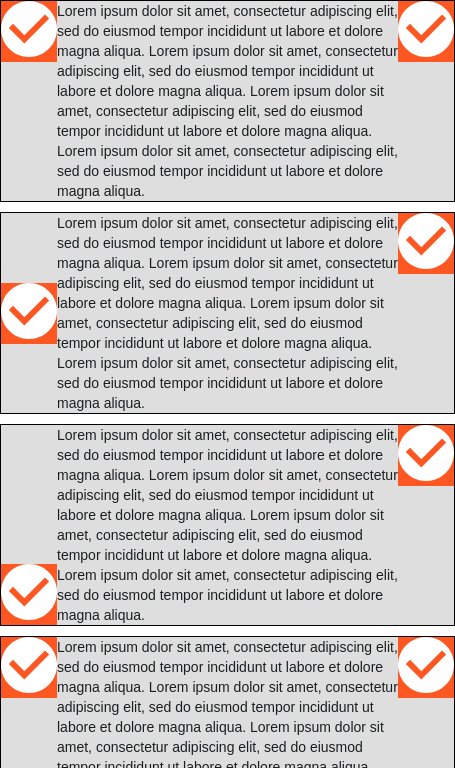 Lorem ipsum dolor sit amet, consectetur adipiscing elit,
sed do eiusmod tempor incididunt ut labore et dolore
magna aliqua. Lorem ipsum dolor sit amet, consectetur
adipiscing elit, sed do eiusmod tempor incididunt ut
labore et dolore magna aliqua. Lorem ipsum dolor sit
amet, consectetur adipiscing elit, sed do eiusmod
tempor incididunt ut labore et dolore magna aliqua.
Lorem ipsum dolor sit amet, consectetur adipiscing elit,
sed do eiusmod tempor incididunt ut labore et dolore
magna aliqua.
Lorem ipsum dolor sit amet, consectetur adipiscing elit,
sed do eiusmod tempor incididunt ut labore et dolore
magna aliqua. Lorem ipsum dolor sit amet, consectetur
adipiscing elit, sed do eiusmod tempor incididunt ut
labore et dolore magna aliqua. Lorem ipsum dolor sit
amet, consectetur adipiscing elit, sed do eiusmod
tempor incididunt ut labore et dolore magna aliqua.
Lorem ipsum dolor sit amet, consectetur adipiscing elit,
sed do eiusmod tempor incididunt ut labore et dolore
magna aliqua.
Lorem ipsum dolor sit amet, consectetur adipiscing elit,
sed do eiusmod tempor incididunt ut labore et dolore
magna aliqua. Lorem ipsum dolor sit amet, consectetur
adipiscing elit, sed do eiusmod tempor incididunt ut
labore et dolore magna aliqua. Lorem ipsum dolor sit
amet, consectetur adipiscing elit, sed do eiusmod
tempor incididunt ut labore et dolore magna aliqua.
Lorem ipsum dolor sit amet, consectetur adipiscing elit,
sed do eiusmod tempor incididunt ut labore et dolore
magna aliqua.
Lorem ipsum dolor sit amet, consectetur adipiscing elit,
sed do eiusmod tempor incididunt ut labore et dolore
magna aliqua. Lorem ipsum dolor sit amet, consectetur
adipiscing elit, sed do eiusmod tempor incididunt ut
labore et dolore magna aliqua. Lorem ipsum dolor sit
amet, consectetur adipiscing elit, sed do eiusmod
tempor incididunt ut labore et dolore magna aliqua.